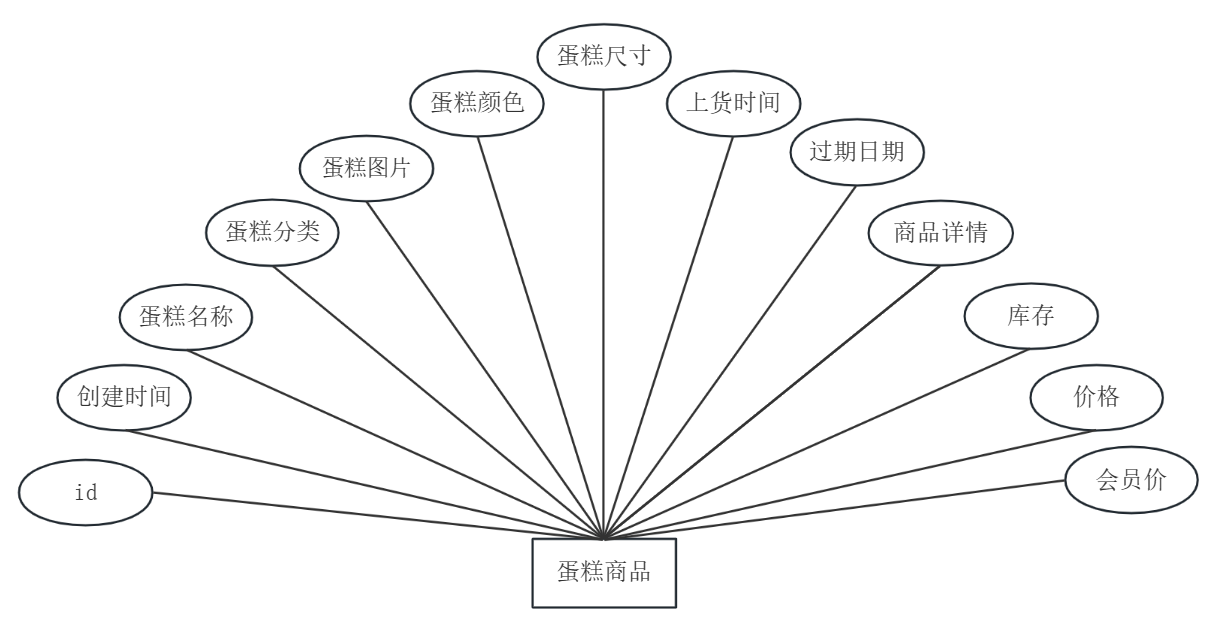 蛋糕尺寸
蛋糕颜色
上货时间
蛋糕图片
过期日期
蛋糕分类
商品详情
蛋糕名称
库存
创建时间
价格
id
会员价
蛋糕商品